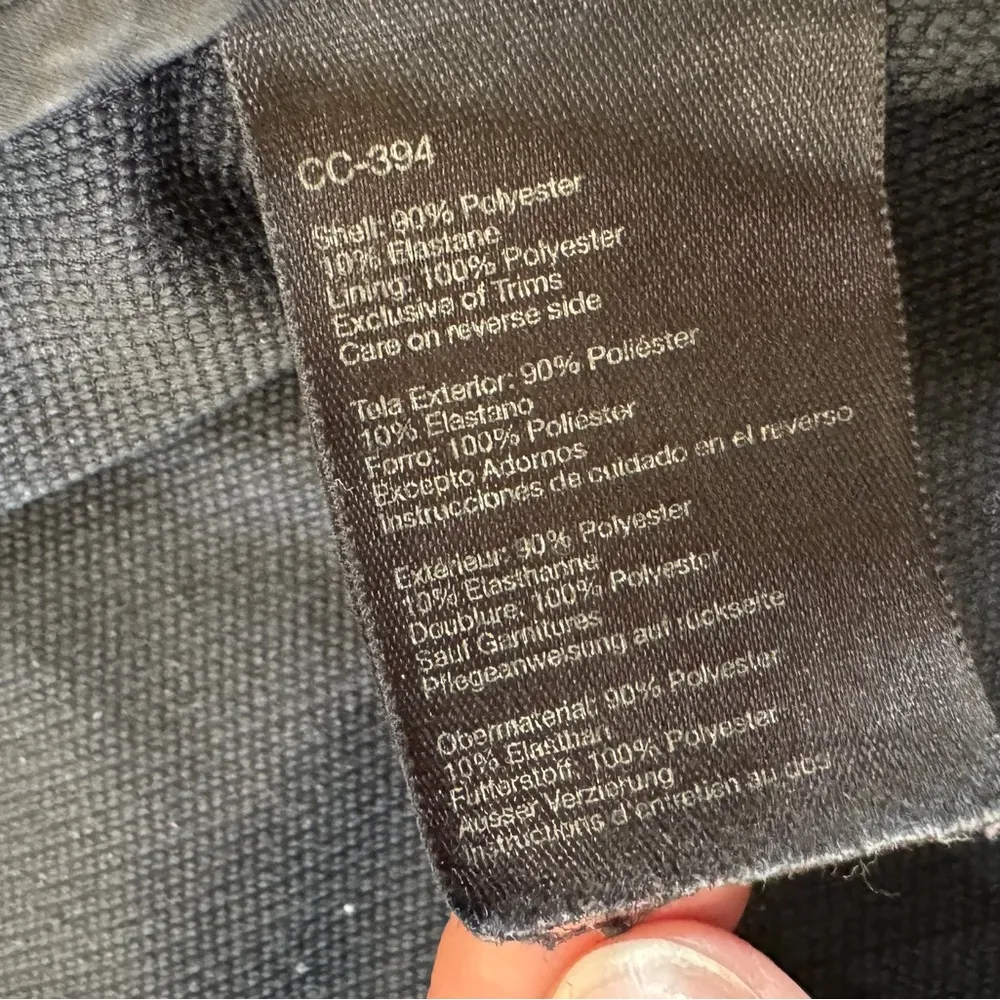 CC-394
Shell: 90% Polyester
10% Elastane
Lining: 100% Polyester
Exclusive of Trims
Care on reverse side
Tela Exterior: 90% Poliéster
10% Elastano
Forro: 100% Poliéster
Excepto Adornos
Instrucciones de cuidado en el reverso
Extérieur: 90% Polyester
10% Elasthanne
Doublure: 100% Polyester
Sauf Garnitures
Pflegeanweisung auf rückseite
Obermaterial: 90% Polyester
10% Elasthan
Futterstoff: 100% Polyester
Ausser Verzierung
Instructions d'entretien au dos